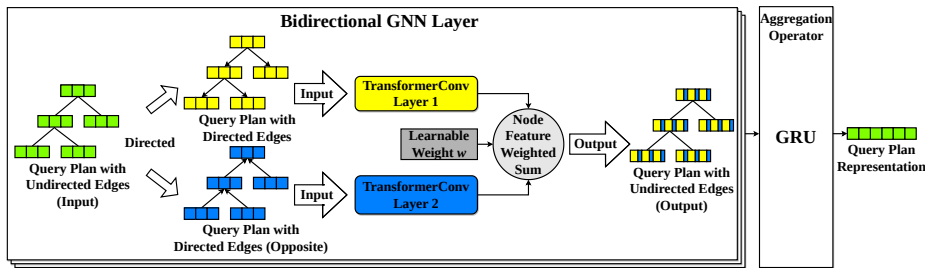 Bidirectional GNN Layer
Query Plan with
Undirected Edges
(Input)
Directed
Query Plan with
Directed Edges
Query Plan with
Directed Edges (Opposite)
Input
Input
TransformerConv
Layer 1
Learnable
Weight w
TransformerConv
Layer 2
Node
Feature
Weighted
Sum
Output
Query Plan with
Undirected Edges
(Output)
Aggregation
Operator
GRU
Query Plan
Representation